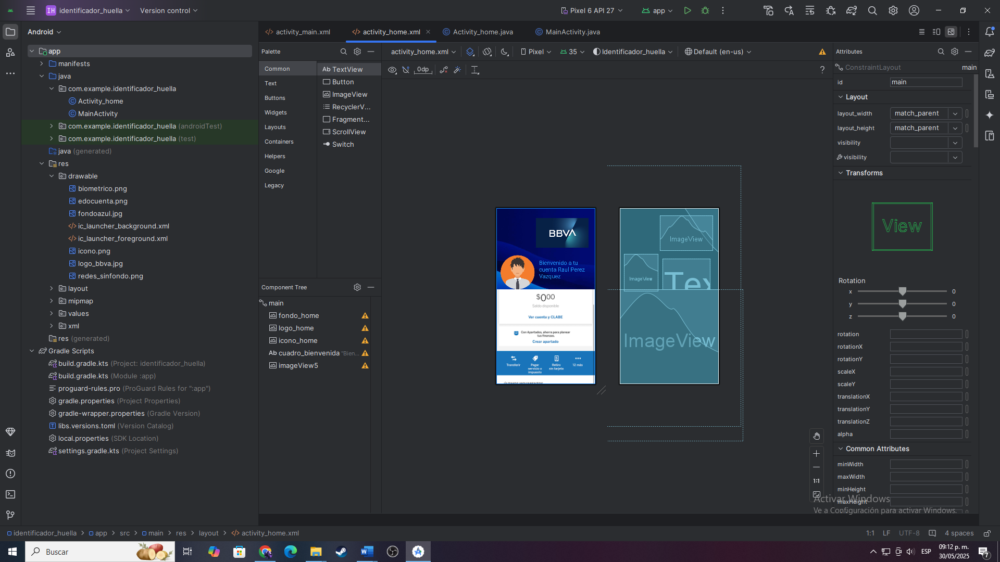 IH identificador_huella
Version control
Pixel 6 API 27
app
Android
activity_main.xml
activity_home.xml
Activity_home.java
MainActivity.java
app
manifests
java
com.example.identificador_huella
Activity_home
MainActivity
com.example.identificador_huella (androidTest)
com.example.identificador_huella (test)
java (generated)
res
drawable
biometrico.png
edocuenta.png
fondoazul.jpg
ic_launcher_background.xml
ic_launcher_foreground.xml
icono.png
logo_bbva.jpg
redes_sinfondo.png
layout
mipmap
values
xml
res (generated)
Gradle Scripts
build.gradle.kts (Project: identificador_huella)
build.gradle.kts (Module :app)
proguard-rules.pro (ProGuard Rules for ":app")
gradle.properties (Project Properties)
gradle-wrapper.properties (Gradle Version)
libs.versions.toml (Version Catalog)
local.properties (SDK Location)
settings.gradle.kts (Project Settings)
Palette
Common
Text
Buttons
Widgets
Layouts
Containers
Helpers
Google
Legacy
Ab TextView
Button
ImageView
RecyclerV...
Fragment...
ScrollView
Switch
Component Tree
main
fondo_home
logo_home
icono_home
Ab cuadro_bienvenida "Bien...
imageView5
activity_home.xml
Pixel
35
Identificador_huella
Default (en-us)
0dp
?
BBVA
Bienvenido a tu
cuenta Raul Perez
Vazquez
$000
Saldo disponible
Ver cuenta y CLABE
Con Apartados, ahorra para planear
tus finanzas.
Crear apartado
Transferir
Pagar
servicio o
impuesto
Retiro
sin tarjeta
12 más
ImageView
ImageView
Tex
ImageView
1:1
Attributes
ConstraintLayout
main
id
main
Layout
layout_width
match_parent
layout_height
match_parent
visibility
visibility
Transforms
View
Rotation
x
0
y
0
z
0
rotation
rotationX
rotationY
scaleX
scaleY
translationX
translationY
translationZ
alpha
Common Attributes
minWidth
maxWidth
minHeight
maxHeight
Activar Windows
Ve a Configuración para activar Windows.
identificador_huella > app > src > main > res > layout > activity_home.xml
1:1
LF
UTF-8
4 spaces
Buscar
ESP
09:12 p. m.
30/05/2025
7